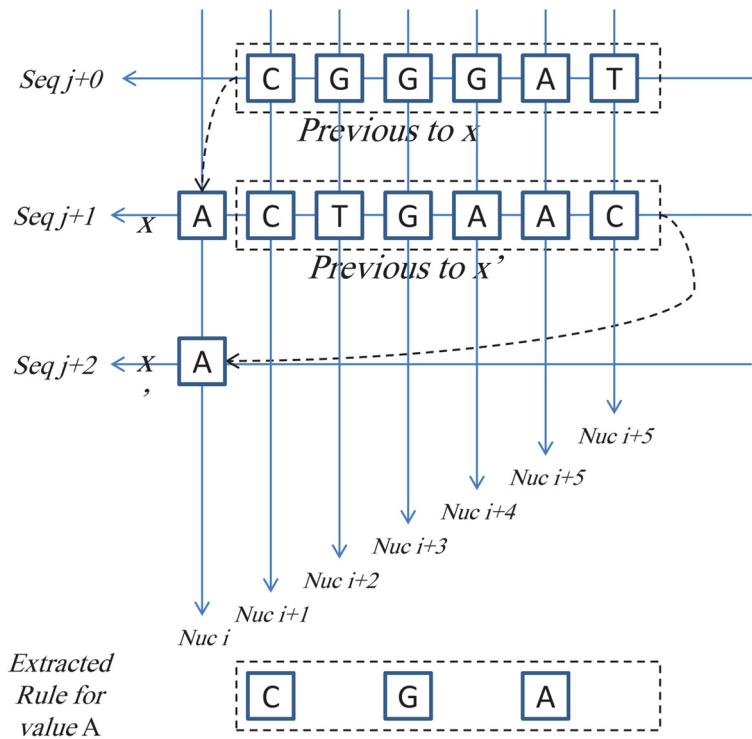 Seq j+0 C G G G A T
Previous to x
Seq j+1 x A C T G A A C
Previous to x'
Seq j+2 x' A
Nuc i+5
Nuc i+5
Nuc i+4
Nuc i+3
Nuc i+2
Nuc i+1
Nuc i
Extracted
Rule for
value A
C G A